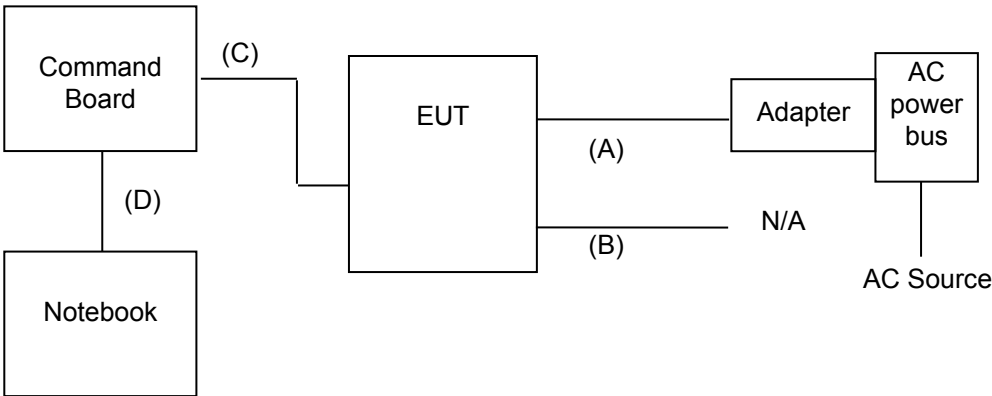 Command
Board
(C)
EUT
(A)
Adapter
AC
power
bus
(D)
(B)
N/A
AC Source
Notebook